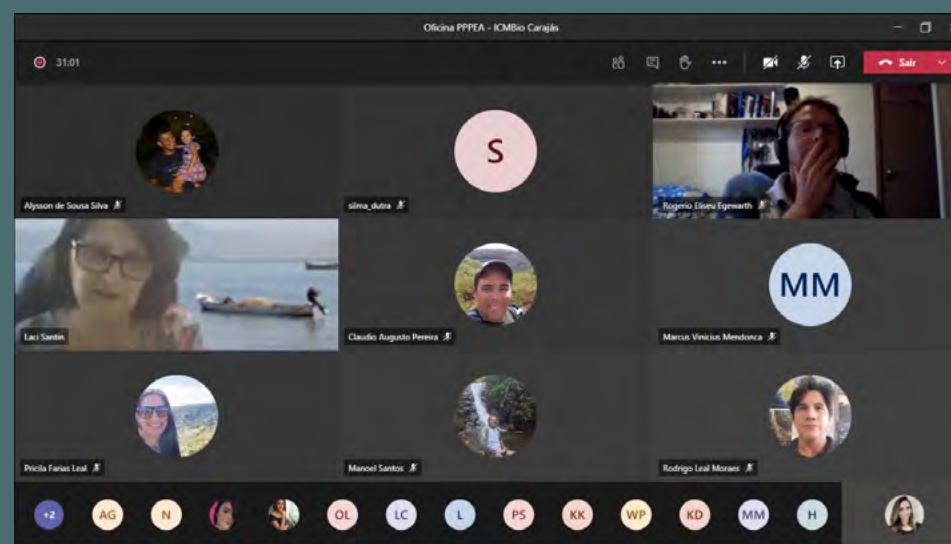 Oficina PPPEA - ICMBio Carajás
31:01
Sair
S
Alysson de Sousa Silva
silma_dutra
Rogerio Eliseu Egewarth
MM
Laci Santin
Claudio Augusto Pereira
Marcus Vinicius Mendonca
Pricila Farias Leal
Manoel Santos
Rodrigo Leal Moraes
+2 AG N OL LC L PS KK WP KD MM H